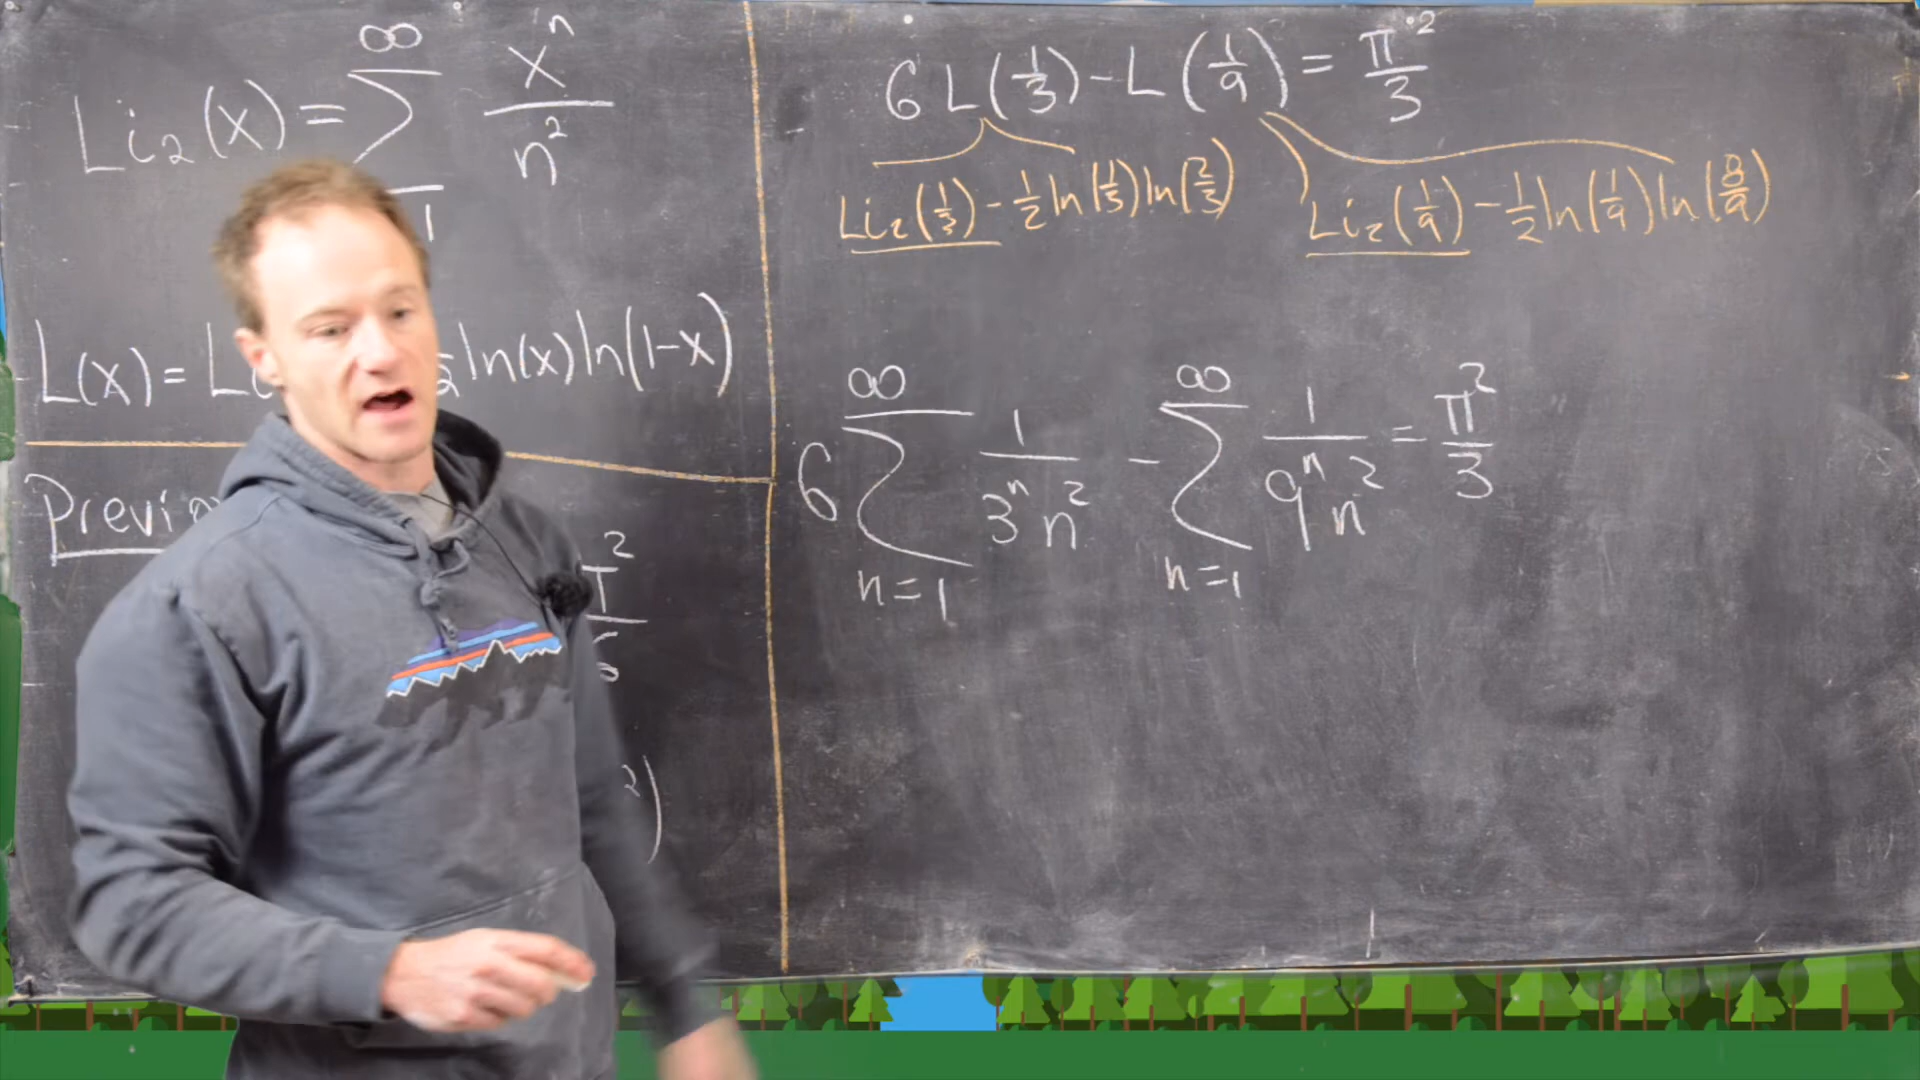 Li₂(x) = ∞ ∑ 1 xⁿ/n²
L(x) = L ln(x) ln(1-x)
6L(1/3) - L(1/9) = π²/3
Li₂(1/3) - 1/2 ln(1/3) ln(2/3)
Li₂(1/9) - 1/2 ln(1/9) ln(8/9)
6 ∞ ∑ n=1 1/3ⁿn² - ∞ ∑ n=1 1/9ⁿn² = π²/3